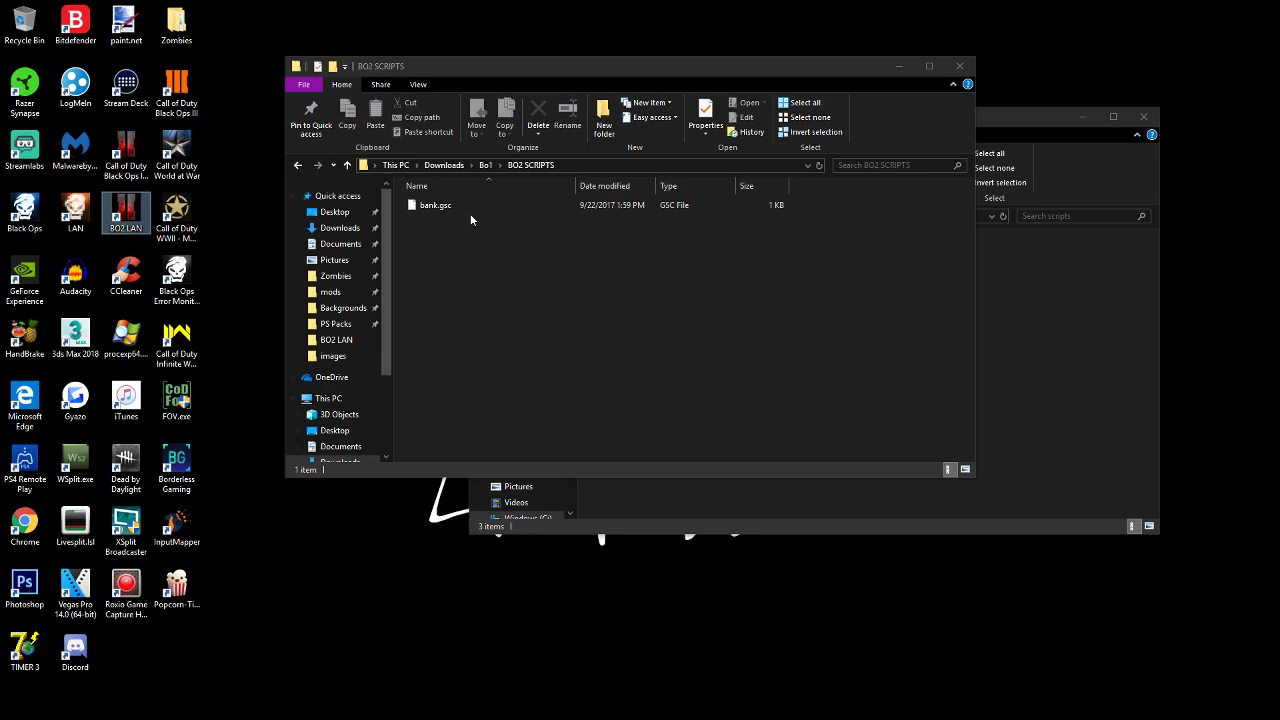 Recycle Bin
Bitdefender
paint.net
Zombies
Razer Synapse
LogMeIn
Stream Deck
Call of Duty Black Ops III
Streamlabs
Malwareby...
Call of Duty Black Ops I...
Call of Duty World at War
Black Ops
LAN
BO2 LAN
Call of Duty WWII - M...
GeForce Experience
Audacity
CCleaner
Black Ops Error Monit...
HandBrake
3ds Max 2018
procexp64....
Call of Duty Infinite W...
Microsoft Edge
Gyazo
iTunes
FOV.exe
PS4 Remote Play
WSplit.exe
Dead by Daylight
Borderless Gaming
Chrome
Livesplit.lsl
XSplit Broadcaster
InputMapper
Photoshop
Vegas Pro 14.0 (64-bit)
Roxio Game Capture H...
Popcorn-Ti...
TIMER 3
Discord
BO2 SCRIPTS
File Home Share View
Pin to Quick access
Copy
Paste
Cut
Copy path
Paste shortcut
Clipboard
Move to
Copy to
Delete
Rename
Organize
New folder
New item
Easy access
New
Properties
Open
Edit
History
Open
Select all
Select none
Invert selection
Select
This PC > Downloads > Bo1 > BO2 SCRIPTS
Search BO2 SCRIPTS
Name Date modified Type Size
bank.gsc 9/22/2017 1:59 PM GSC File 1 KB
Quick access
Desktop
Downloads
Documents
Pictures
Zombies
mods
Backgrounds
PS Packs
BO2 LAN
images
OneDrive
This PC
3D Objects
Desktop
Documents
1 item
Select all
Select none
Invert selection
Select
Search scripts
Pictures
Videos
Windows (C:)
3 items